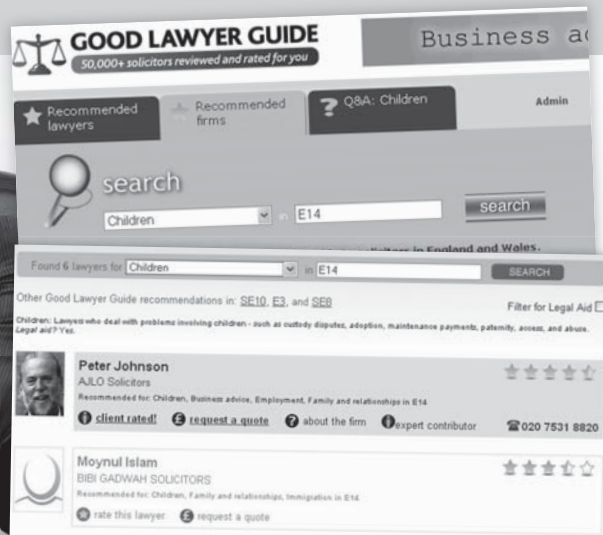 GOOD LAWYER GUIDE
50,000+ solicitors reviewed and rated for you
Business
Recommended lawyers
Recommended firms
Q&A: Children
Admin
search
Children in E14 search
in England and Wales.
Found 6 lawyers for Children in E14 SEARCH
Other Good Lawyer Guide recommendations in: SE10, E3, and SE8
Filter for Legal Aid
Children: Lawyers who deal with problems involving children - such as custody disputes, adoption, maintenance payments, paternity, access, and abuse.
Legal aid? Yes.
Peter Johnson
AJLO Solicitors
Recommended for: Children, Business advice, Employment, Family and relationships in E14
client rated! £ request a quote ? about the firm expert contributor 020 7531 8820
Moynul Islam
BIBI GADWAH SOLICITORS
Recommended for: Children, Family and relationships, Immigration in E14
rate this lawyer £ request a quote